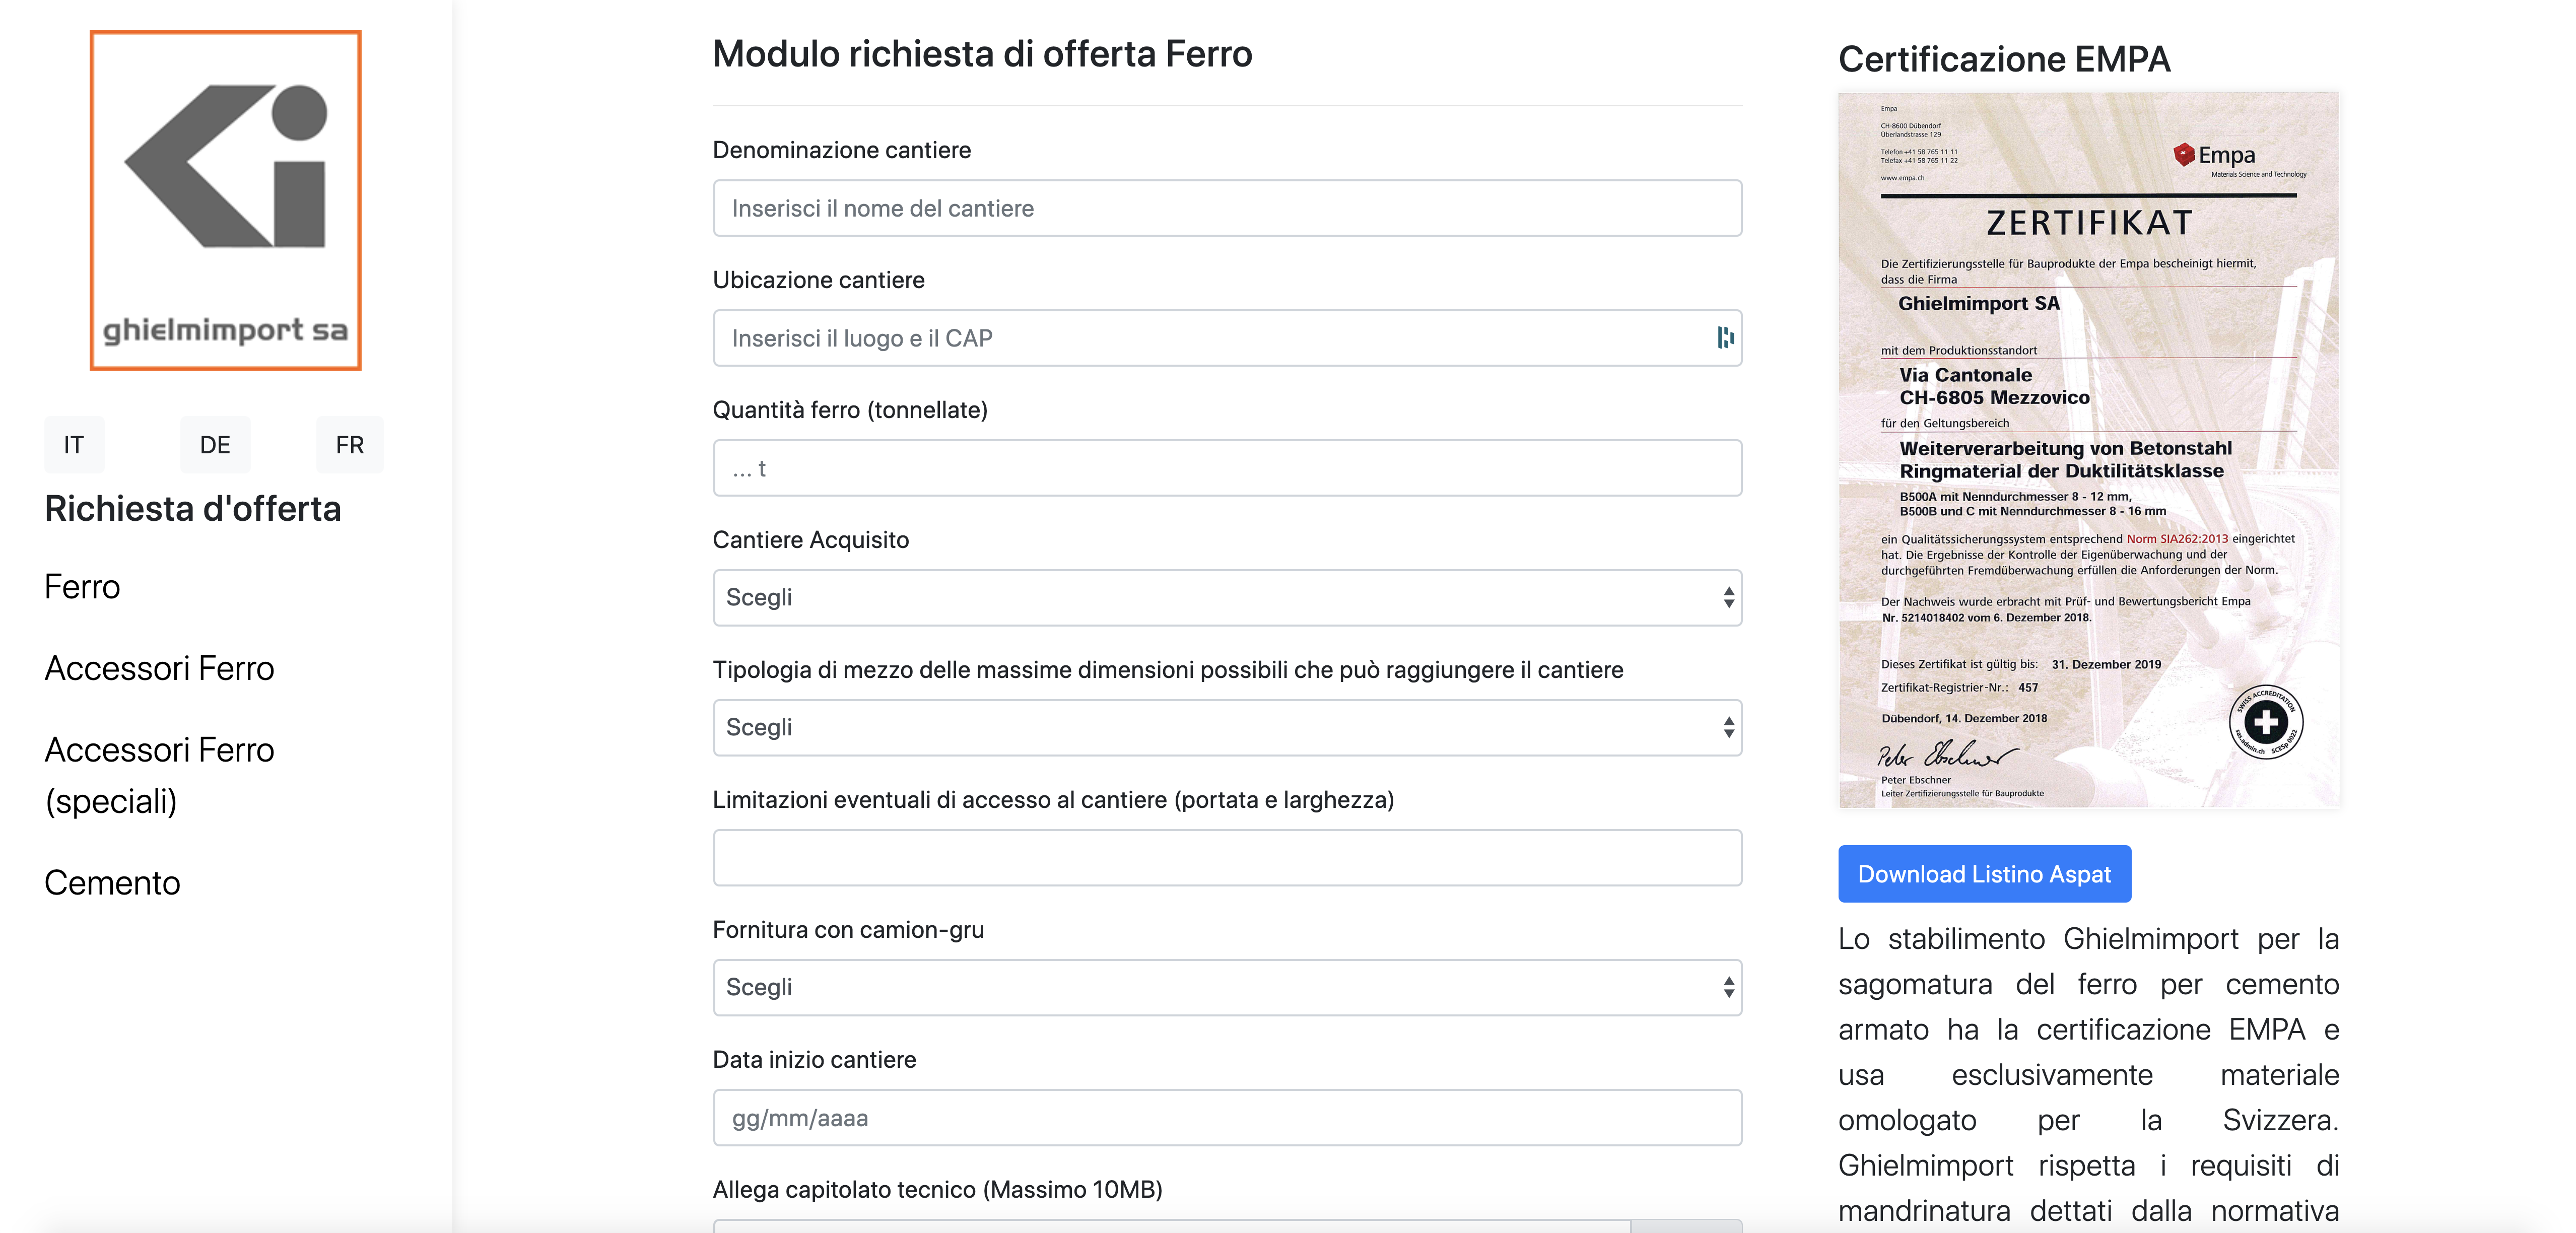 ghielmimport sa
IT
DE
FR
Richiesta d'offerta
Ferro
Accessori Ferro
Accessori Ferro
(speciali)
Cemento
Modulo richiesta di offerta Ferro
Denominazione cantiere
Inserisci il nome del cantiere
Ubicazione cantiere
Inserisci il luogo e il CAP
Quantità ferro (tonnellate)
... t
Cantiere Acquisito
Scegli
Tipologia di mezzo delle massime dimensioni possibili che può raggiungere il cantiere
Scegli
Limitazioni eventuali di accesso al cantiere (portata e larghezza)
Fornitura con camion-gru
Scegli
Data inizio cantiere
gg/mm/aaaa
Allega capitolato tecnico (Massimo 10MB)
Certificazione EMPA
Empa
CH-8600 Dübendorf
Überlandstrasse 129
Telefon +41 58 765 11 11
Telefax +41 58 765 11 22
www.empa.ch
Empa
Materials Science and Technology
ZERTIFIKAT
Die Zertifizierungsstelle für Bauprodukte der Empa bescheinigt hiermit,
dass die Firma
Ghielmimport SA
mit dem Produktionsstandort
Via Cantonale
CH-6805 Mezzovico
für den Geltungsbereich
Weiterverarbeitung von Betonstahl
Ringmaterial der Duktilitätsklasse
B500A mit Nenndurchmesser 8 - 12 mm,
B500B und C mit Nenndurchmesser 8 - 16 mm
ein Qualitätssicherungssystem entsprechend Norm SIA262:2013 eingerichtet
hat. Die Ergebnisse der Kontrolle der Eigenüberwachung und der
durchgeführten Fremdüberwachung erfüllen die Anforderungen der Norm.
Der Nachweis wurde erbracht mit Prüf- und Bewertungsbericht Empa
Nr. 5214018402 vom 6. Dezember 2018.
Dieses Zertifikat ist gültig bis: 31. Dezember 2019
Zertifikat-Registrier-Nr.: 457
Dübendorf, 14. Dezember 2018
Peter Ebschner
Peter Ebschner
Leiter Zertifizierungsstelle für Bauprodukte
SWISS ACCREDITATION
sas.admin.ch SCESp 0022
Download Listino Aspat
Lo stabilimento Ghielmimport per la
sagomatura del ferro per cemento
armato ha la certificazione EMPA e
usa esclusivamente materiale
omologato per la Svizzera.
Ghielmimport rispetta i requisiti di
mandrinatura dettati dalla normativa